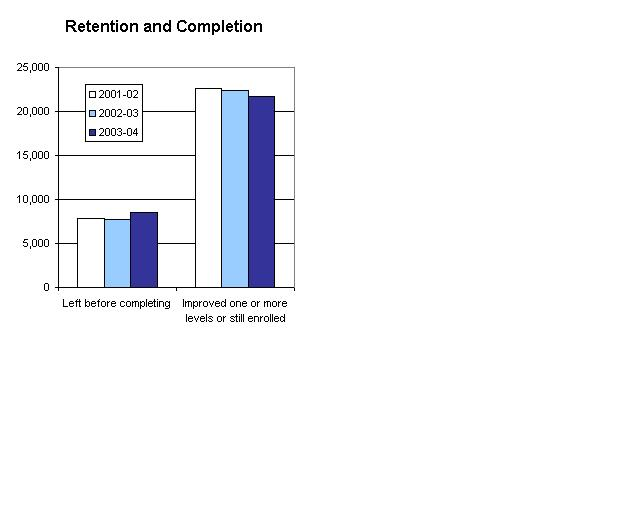 Retention and Completion
25,000
20,000
15,000
10,000
5,000
0
2001-02
2002-03
2003-04
Left before completing
Improved one or more
levels or still enrolled